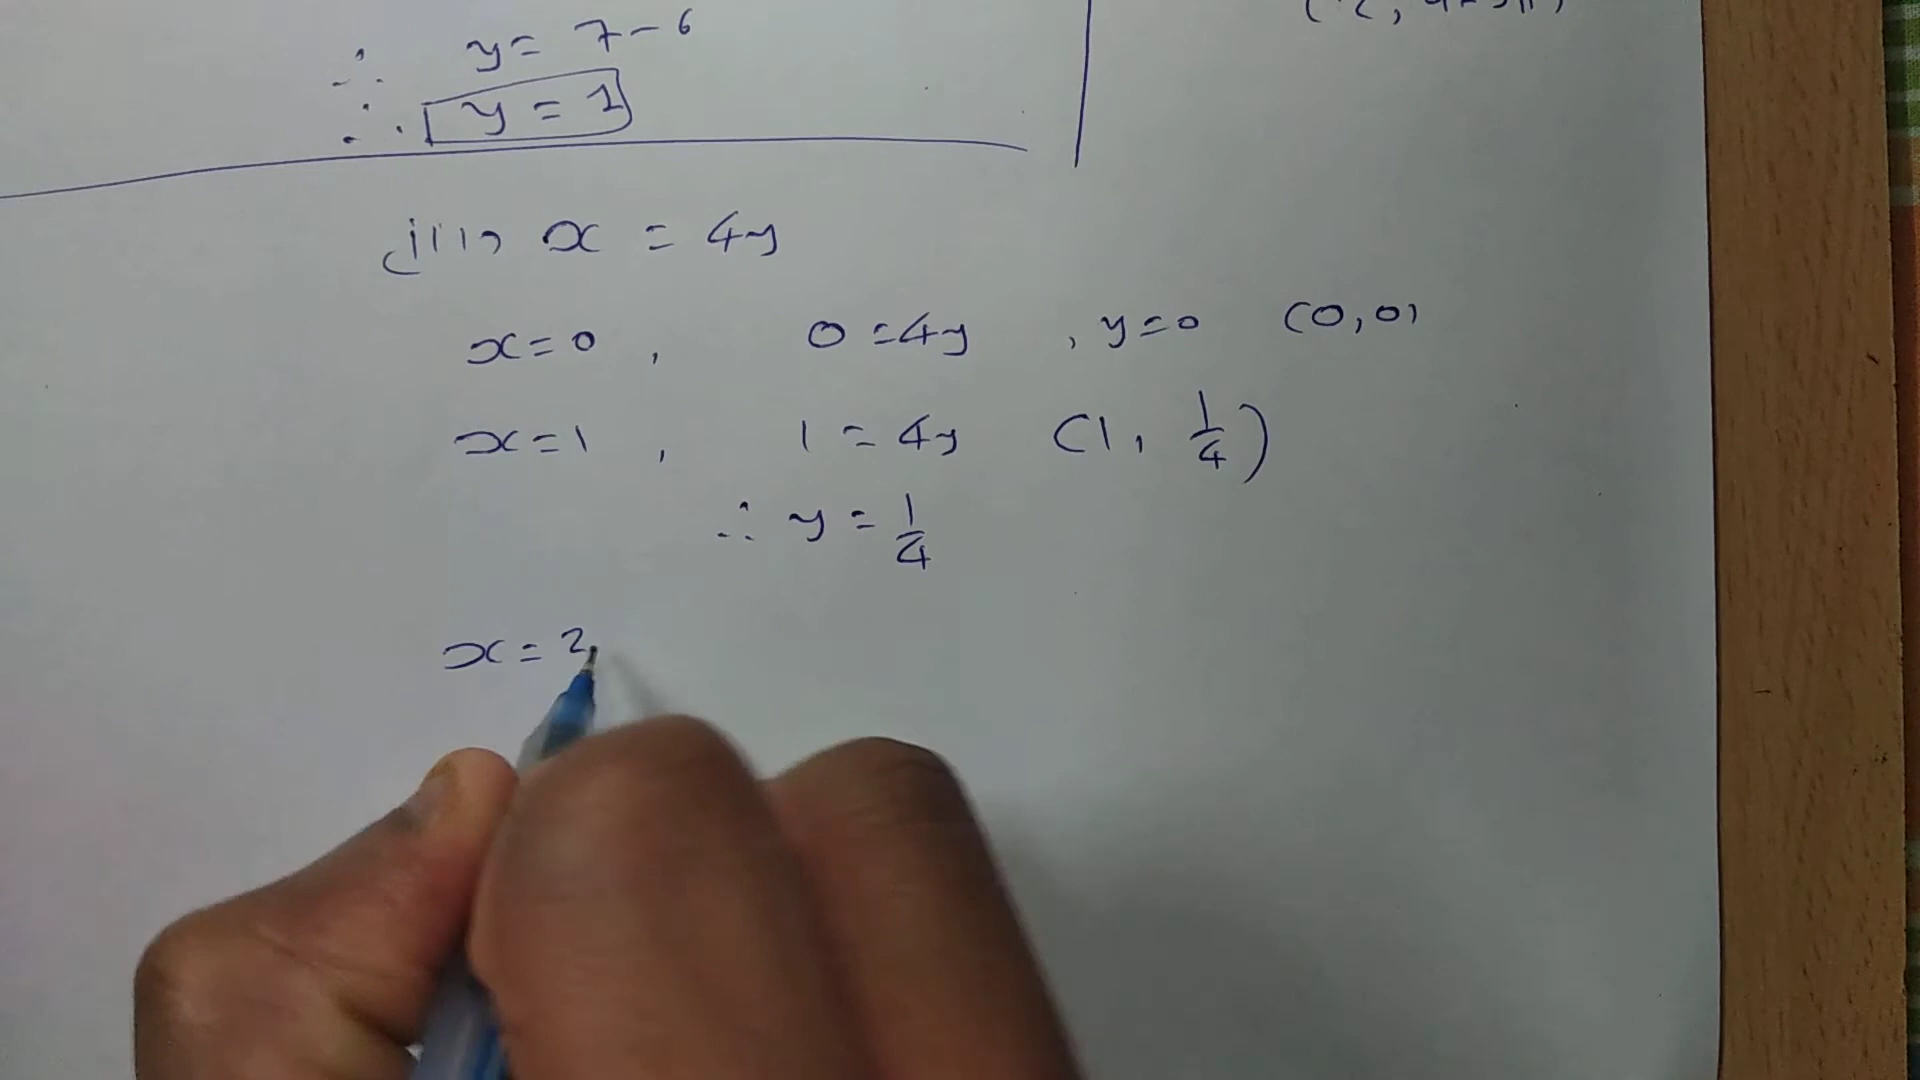 ∴ y = 7 - 6
∴ y = 1
(iii) x = 4y
x = 0 , 0 = 4y , y = 0 (0, 0)
x = 1 , 1 = 4y (1, 1/4)
∴ y = 1/4
x = 2